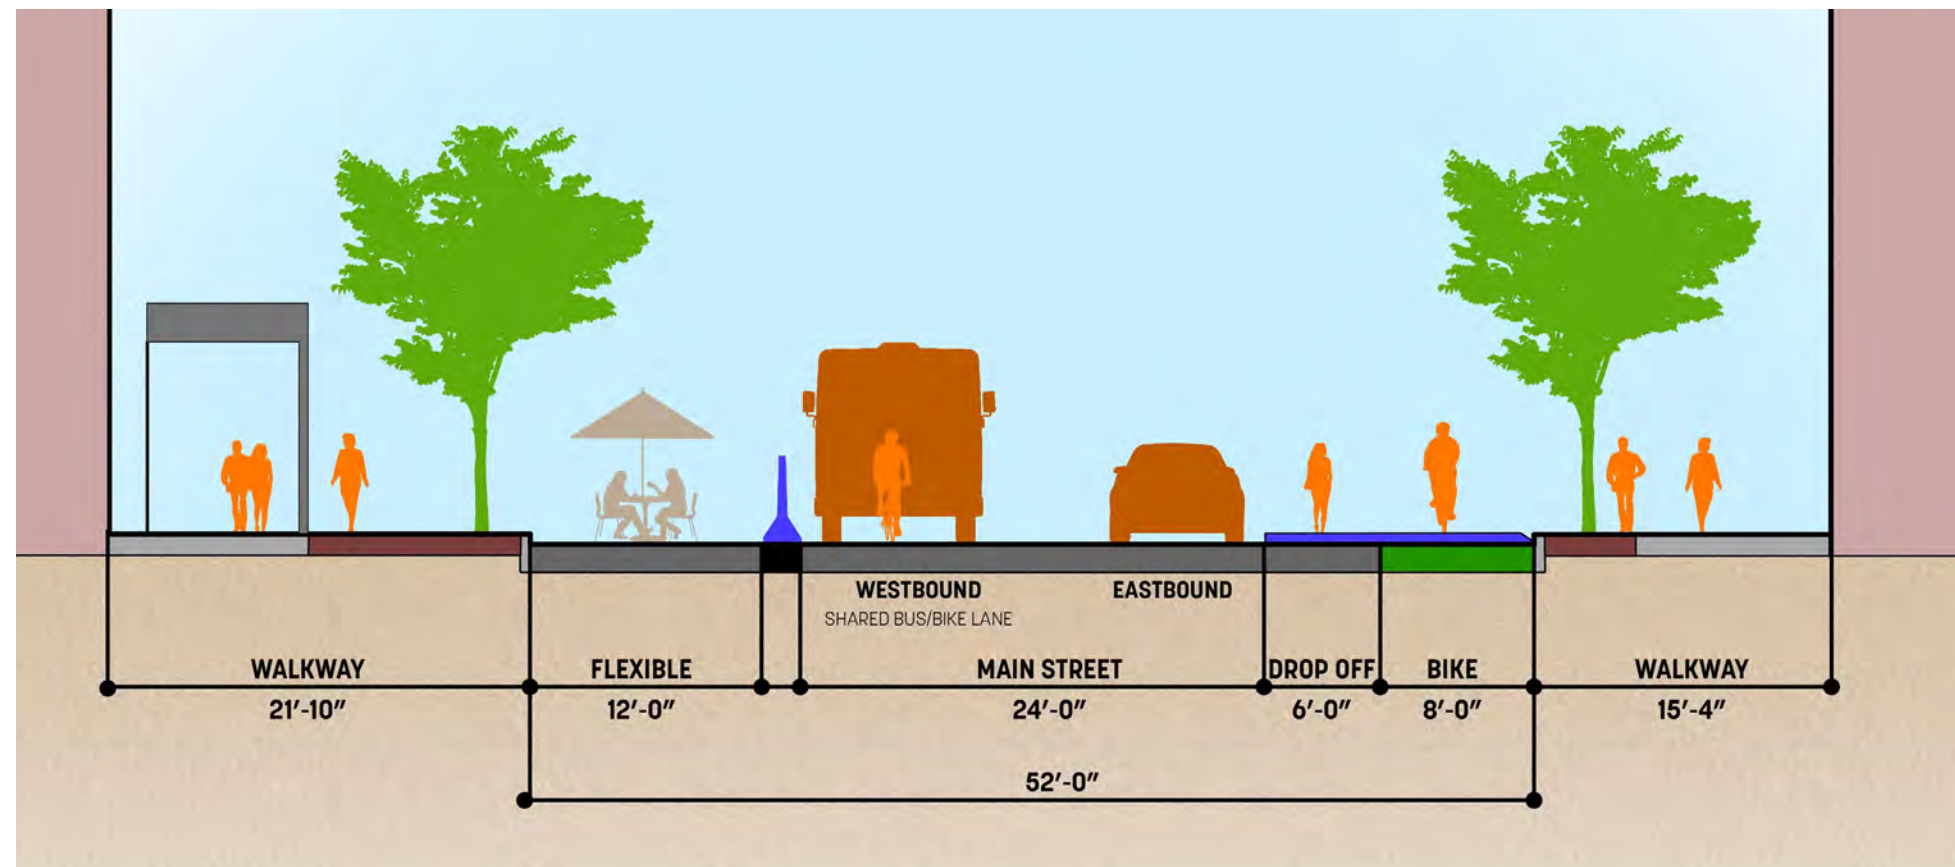 WESTBOUND
EASTBOUND
SHARED BUS/BIKE LANE
WALKWAY
FLEXIBLE
MAIN STREET
DROP OFF
BIKE
WALKWAY
21'-10"
12'-0"
24'-0"
6'-0"
8'-0"
15'-4"
52'-0"